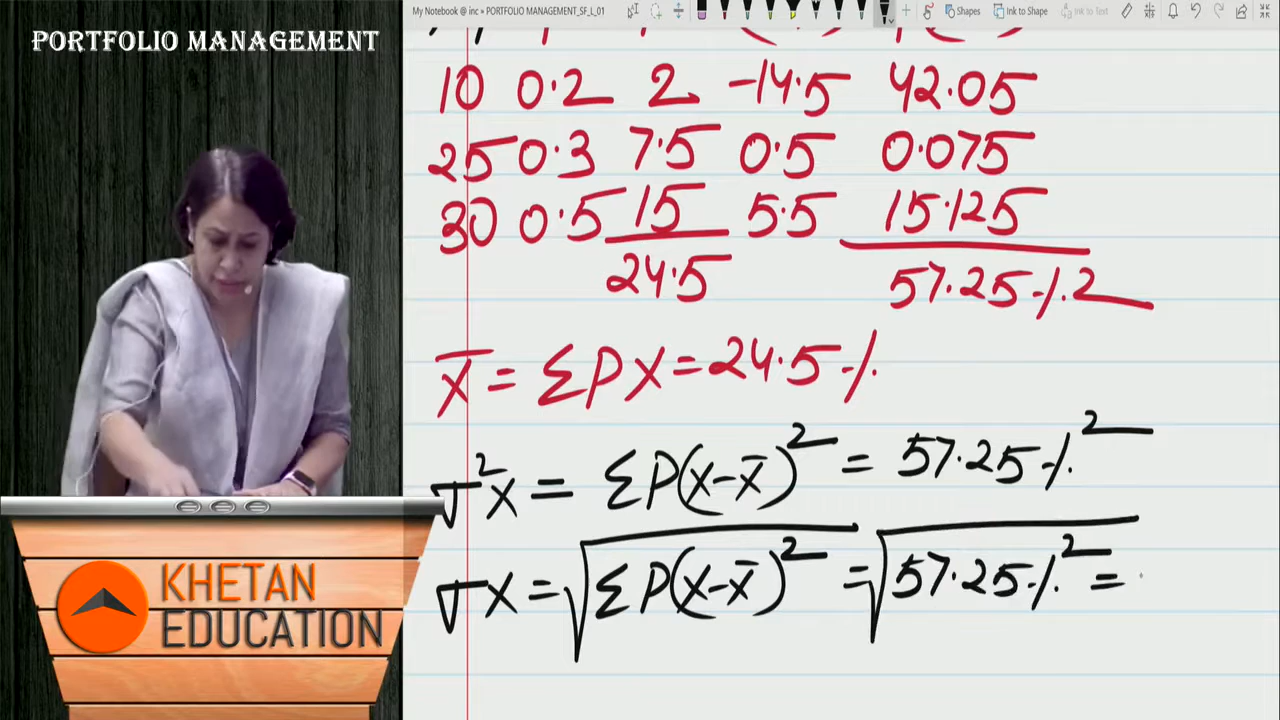 My Notebook @ inc » PORTFOLIO MANAGEMENT_SF_L_01
Shapes
Ink to Shape
Ink to Text
PORTFOLIO MANAGEMENT
10 0.2 2 -14.5 42.05
25 0.3 7.5 0.5 0.075
30 0.5 15 5.5 15.125
24.5 57.25%2
x̄ = ΣPX = 24.5%
σ²x = ΣP(x-x̄)² = 57.25%²
σx = √ΣP(x-x̄)² = √57.25%² =
KHETAN
EDUCATION